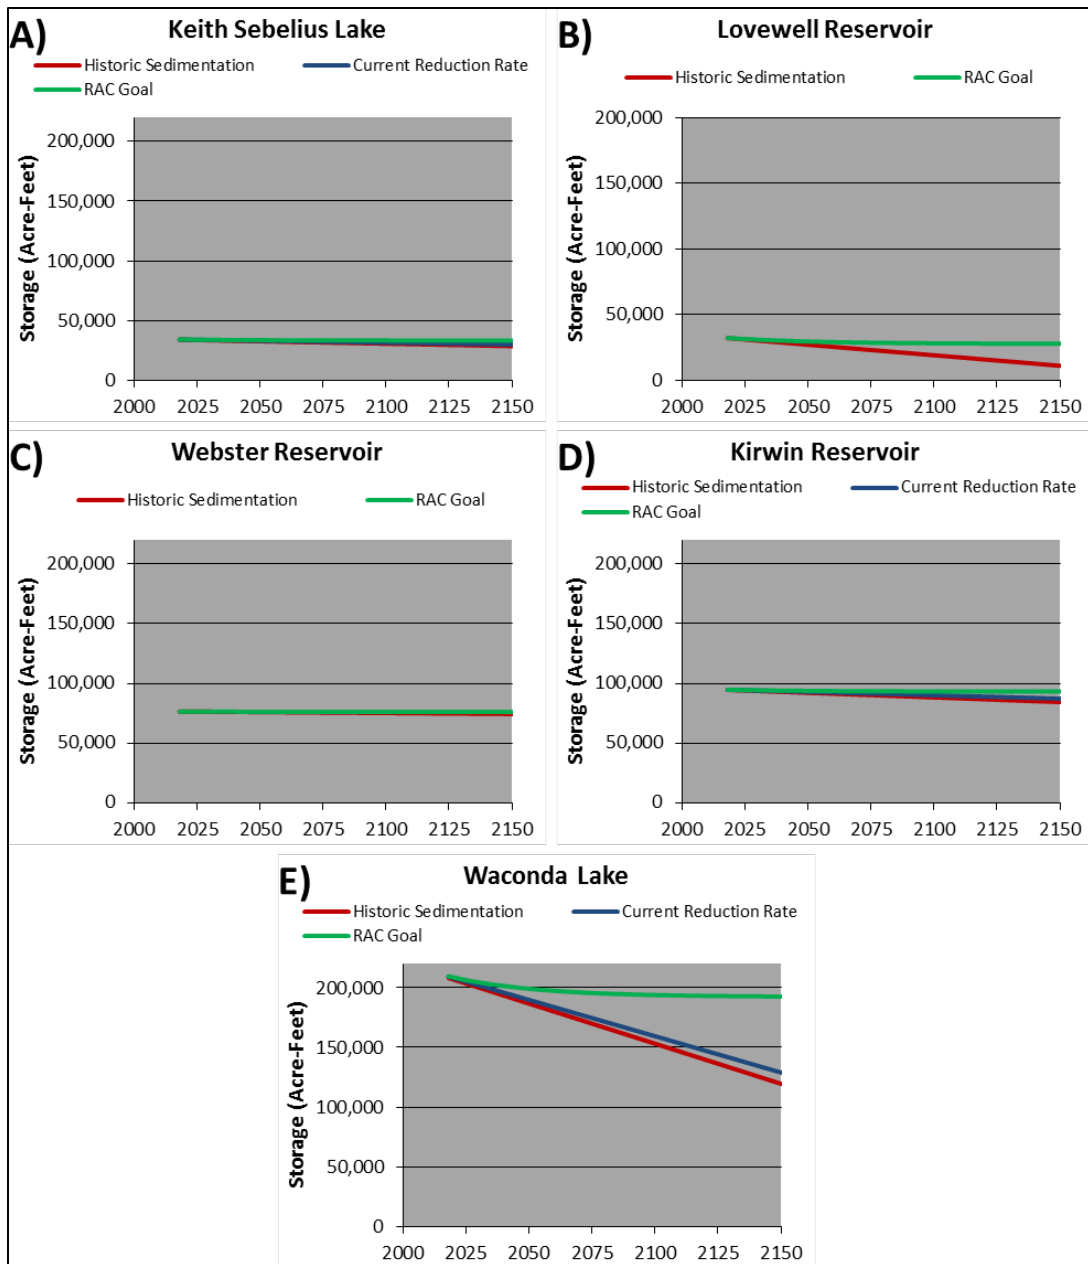 A) Keith Sebelius Lake
Historic Sedimentation Current Reduction Rate
RAC Goal
Storage (Acre-Feet)
200,000
150,000
100,000
50,000
0
2000 2025 2050 2075 2100 2125 2150
B) Lovewell Reservoir
Historic Sedimentation RAC Goal
Storage (Acre-Feet)
200,000
150,000
100,000
50,000
0
2000 2025 2050 2075 2100 2125 2150
C) Webster Reservoir
Historic Sedimentation RAC Goal
Storage (Acre-Feet)
200,000
150,000
100,000
50,000
0
2000 2025 2050 2075 2100 2125 2150
D) Kirwin Reservoir
Historic Sedimentation Current Reduction Rate
RAC Goal
Storage (Acre-Feet)
200,000
150,000
100,000
50,000
0
2000 2025 2050 2075 2100 2125 2150
E) Waconda Lake
Historic Sedimentation Current Reduction Rate
RAC Goal
Storage (Acre-Feet)
200,000
150,000
100,000
50,000
0
2000 2025 2050 2075 2100 2125 2150